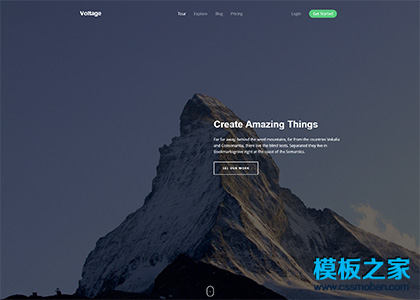 Voltage
Tour Explore Blog Pricing Login Get Started
Create Amazing Things
Far far away, behind the word mountains, far from the countries Vokalia
and Consonantia, there live the blind texts. Separated they live in
Bookmarksgrove right at the coast of the Semantics.
SEE OUR WORK
模板之家
www.cssmoban.com